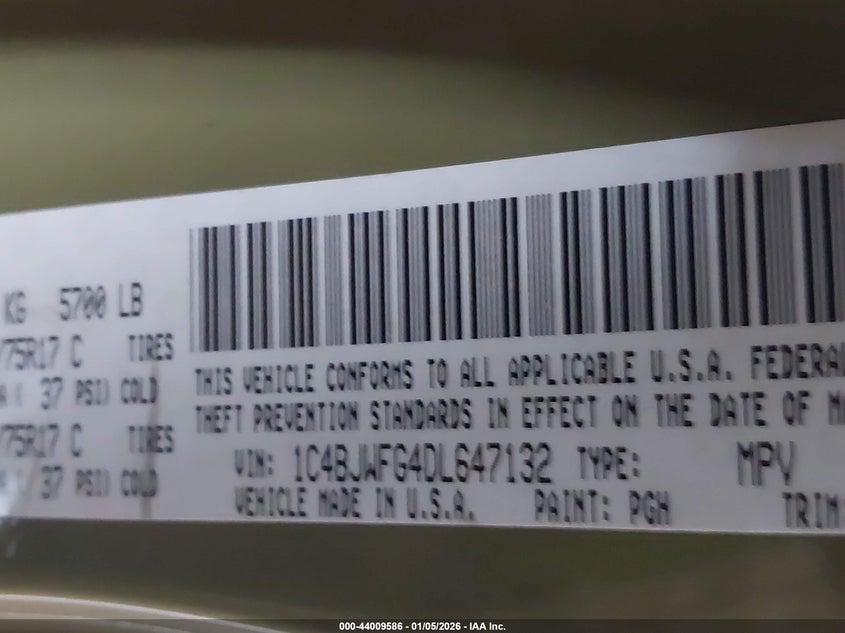 KG 5700 LB
/75R17 C TIRES
( 37 PSI) COLD
/75R17 C TIRES
( 37 PSI) COLD
THIS VEHICLE CONFORMS TO ALL APPLICABLE U.S.A. FEDERA
THEFT PREVENTION STANDARDS IN EFFECT ON THE DATE OF M
VIN: 1C4BJWFG4DL647132 TYPE: MPV
VEHICLE MADE IN U.S.A. PAINT: PGH TRIM:
000-44009586 - 01/05/2026 - IAA Inc.